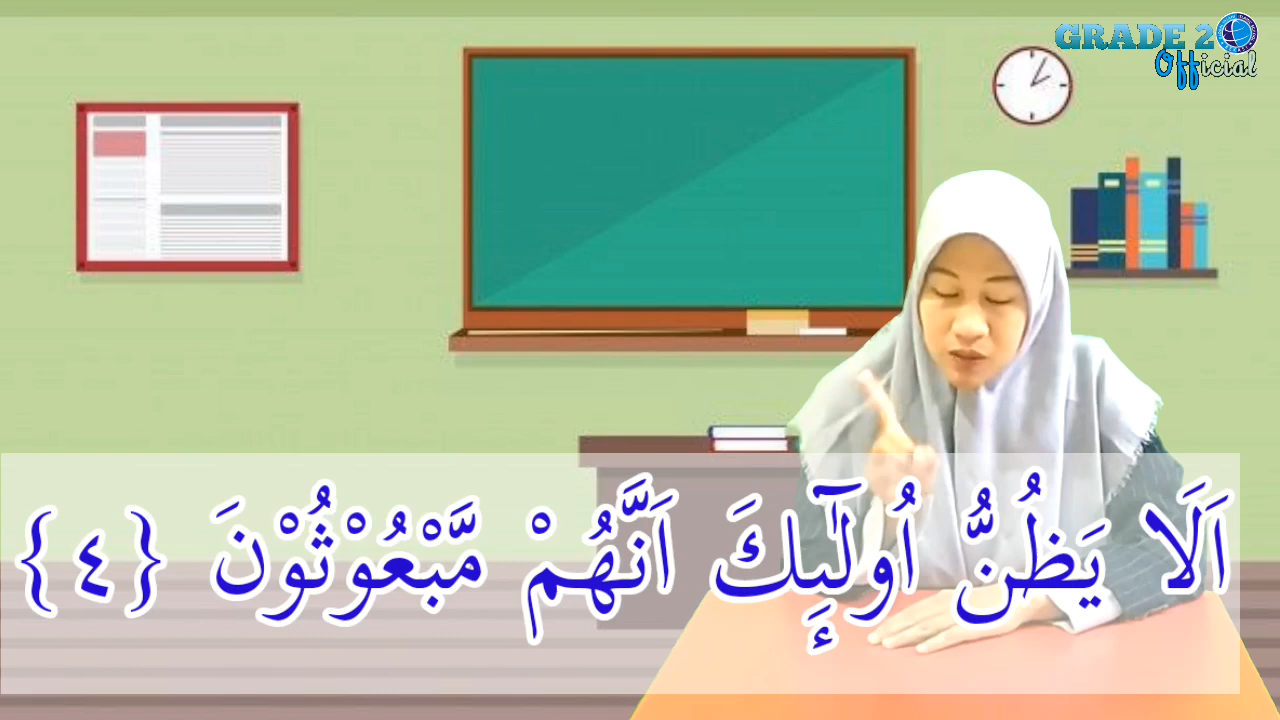 GRADE 2
Official
اَلَا يَظُنُّ اُولٰٓىِٕكَ اَنَّهُمْ مَّبْعُوْثُوْنَ {٤}